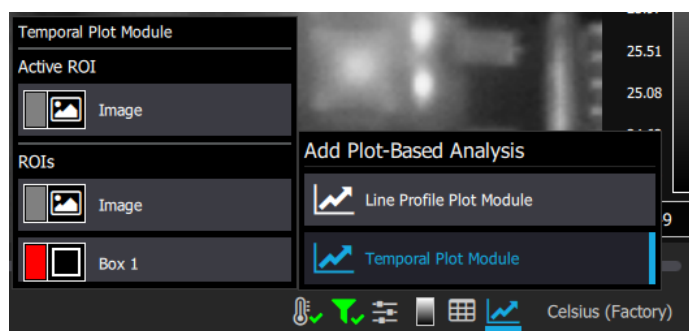 Temporal Plot Module
Active ROI
Image
ROIs
Image
Box 1
25.51
25.08
Add Plot-Based Analysis
Line Profile Plot Module
Temporal Plot Module
9
Celsius (Factory)